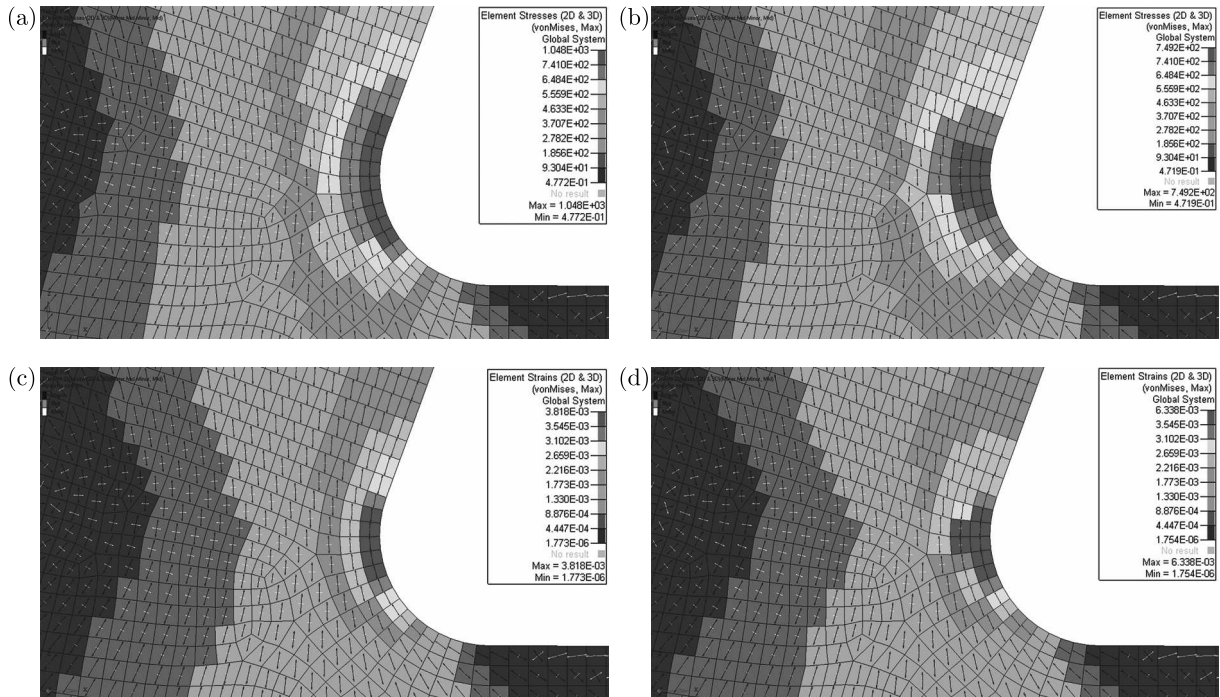 (a)
Element Stresses (2D & 3D)
(vonMises, Max)
Global System
1.048E+03
7.410E+02
6.484E+02
5.559E+02
4.633E+02
3.707E+02
2.782E+02
1.856E+02
9.304E+01
4.772E-01
No result
Max = 1.048E+03
Min = 4.772E-01
(b)
Element Stresses (2D & 3D)
(vonMises, Max)
Global System
7.492E+02
7.410E+02
6.484E+02
5.559E+02
4.633E+02
3.707E+02
2.782E+02
1.856E+02
9.304E+01
4.719E-01
No result
Max = 7.492E+02
Min = 4.719E-01
(c)
Element Strains (2D & 3D)
(vonMises, Max)
Global System
3.818E-03
3.545E-03
3.102E-03
2.659E-03
2.216E-03
1.773E-03
1.330E-03
8.876E-04
4.447E-04
1.773E-06
No result
Max = 3.818E-03
Min = 1.773E-06
(d)
Element Strains (2D & 3D)
(vonMises, Max)
Global System
6.338E-03
3.545E-03
3.102E-03
2.659E-03
2.216E-03
1.773E-03
1.330E-03
8.876E-04
4.447E-04
1.754E-06
No result
Max = 6.338E-03
Min = 1.754E-06